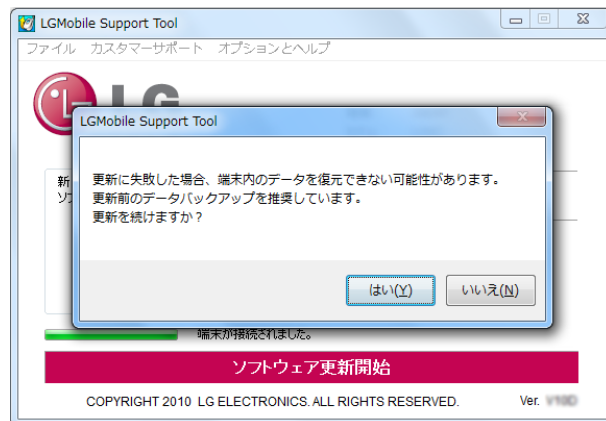 LGMobile Support Tool
ファイル カスタマーサポート オプションとヘルプ
LG
LGMobile Support Tool
新
ソフ
更新に失敗した場合、端末内のデータを復元できない可能性があります。
更新前のデータバックアップを推奨しています。
更新を続けますか？
はい(Y) いいえ(N)
端末が接続されました。
ソフトウェア更新開始
COPYRIGHT 2010 LG ELECTRONICS. ALL RIGHTS RESERVED. Ver.